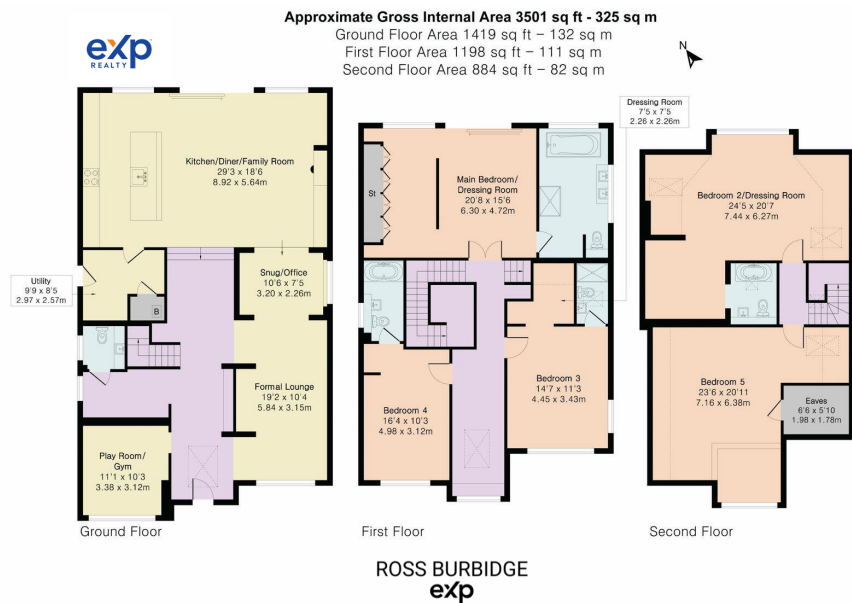 Approximate Gross Internal Area 3501 sq ft - 325 sq m
Ground Floor Area 1419 sq ft – 132 sq m
First Floor Area 1198 sq ft – 111 sq m
Second Floor Area 884 sq ft – 82 sq m
exp
REALTY
N
Kitchen/Diner/Family Room
29'3 x 18'6
8.92 x 5.64m
Utility
9'9 x 8'5
2.97 x 2.57m
B
Snug/Office
10'6 x 7'5
3.20 x 2.26m
Formal Lounge
19'2 x 10'4
5.84 x 3.15m
Play Room/
Gym
11'1 x 10'3
3.38 x 3.12m
Ground Floor
Dressing Room
7'5 x 7'5
2.26 x 2.26m
St
Main Bedroom/
Dressing Room
20'8 x 15'6
6.30 x 4.72m
Bedroom 4
16'4 x 10'3
4.98 x 3.12m
Bedroom 3
14'7 x 11'3
4.45 x 3.43m
First Floor
Bedroom 2/Dressing Room
24'5 x 20'7
7.44 x 6.27m
Bedroom 5
23'6 x 20'11
7.16 x 6.38m
Eaves
6'6 x 5'10
1.98 x 1.78m
Second Floor
ROSS BURBIDGE
exp